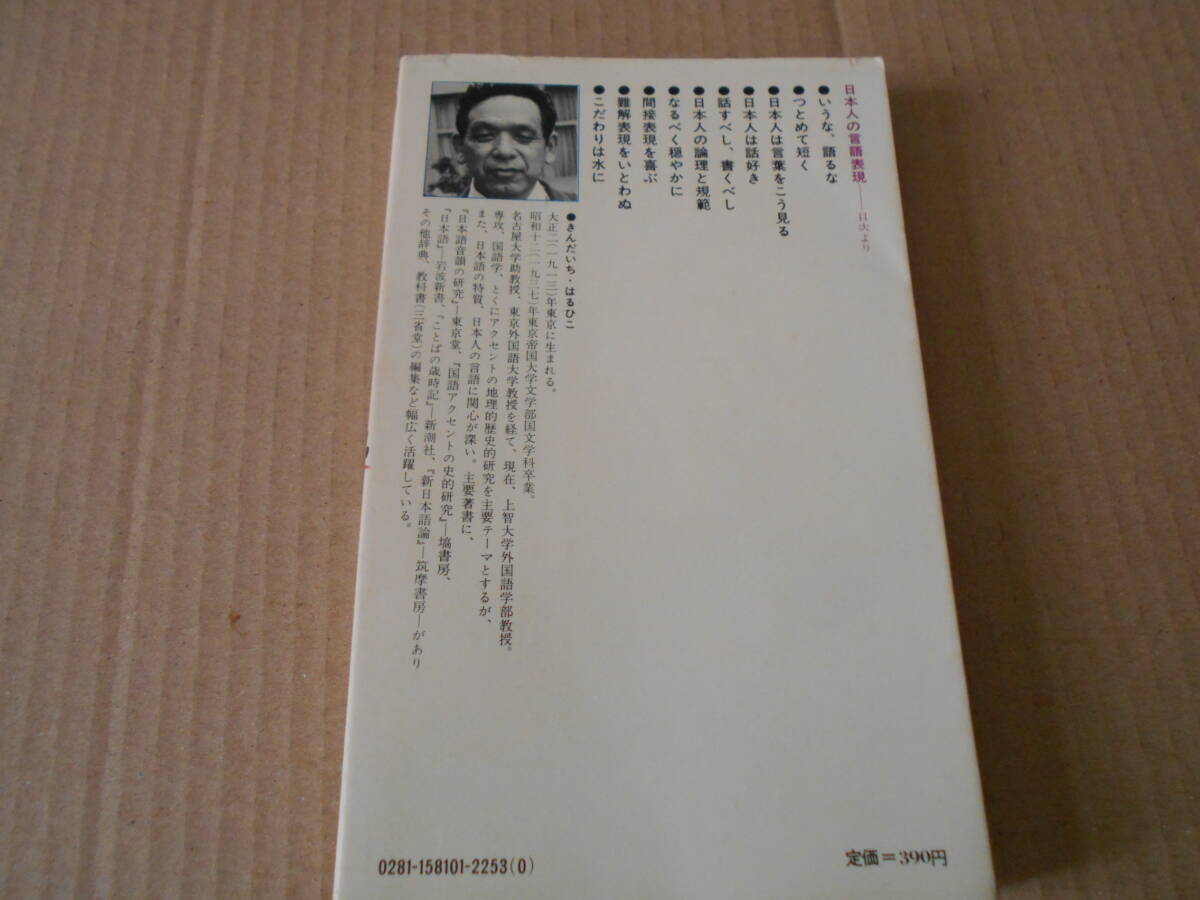 日本人の言語表現——目次より
●いうな、語るな
●つとめて短く
●日本人は言葉をこう見る
●日本人は話好き
●話すべし、書くべし
●日本人の論理と規範
●なるべく穏やかに
●間接表現を喜ぶ
●難解表現をいとわぬ
●こだわりは水に
●きんだいち・はるひこ
大正二(一九一三)年東京に生まれる。
昭和十二(一九三七)年東京帝国大学文学部国文学科卒業。
名古屋大学助教授、東京外国語大学教授を経て、現在、上智大学外国語学部教授。
専攻、国語学、とくにアクセントの地理的歴史的研究を主要テーマとするが、
また、日本語の特質、日本人の言語に関心が深い。主要著書に、
『日本語音韻の研究』—東京堂、『国語アクセントの史的研究』—塙書房、
『日本語』—岩波新書、『ことばの歳時記』—新潮社、『新日本語論』—筑摩書房—があり
その他辞典、教科書(三省堂)の編集など幅広く活躍している。
0281-158101-2253(0)
定価=390円